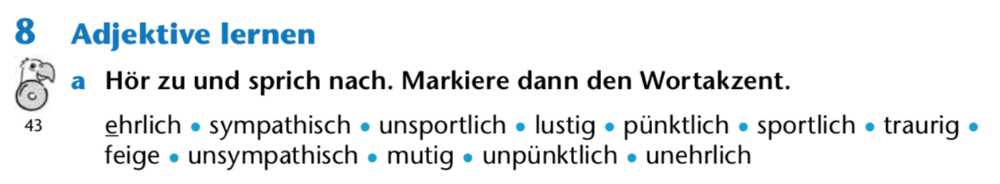 8 Adjektive lernen
a Hör zu und sprich nach. Markiere dann den Wortakzent.
43
ehrlich • sympathisch • unsportlich • lustig • pünktlich • sportlich • traurig •
feige • unsympathisch • mutig • unpünktlich • unehrlich